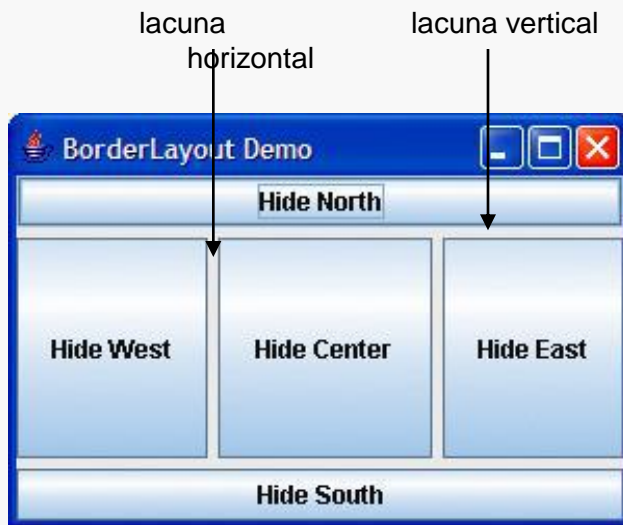 lacuna
horizontal
lacuna vertical
BorderLayout Demo
Hide North
Hide West
Hide Center
Hide East
Hide South